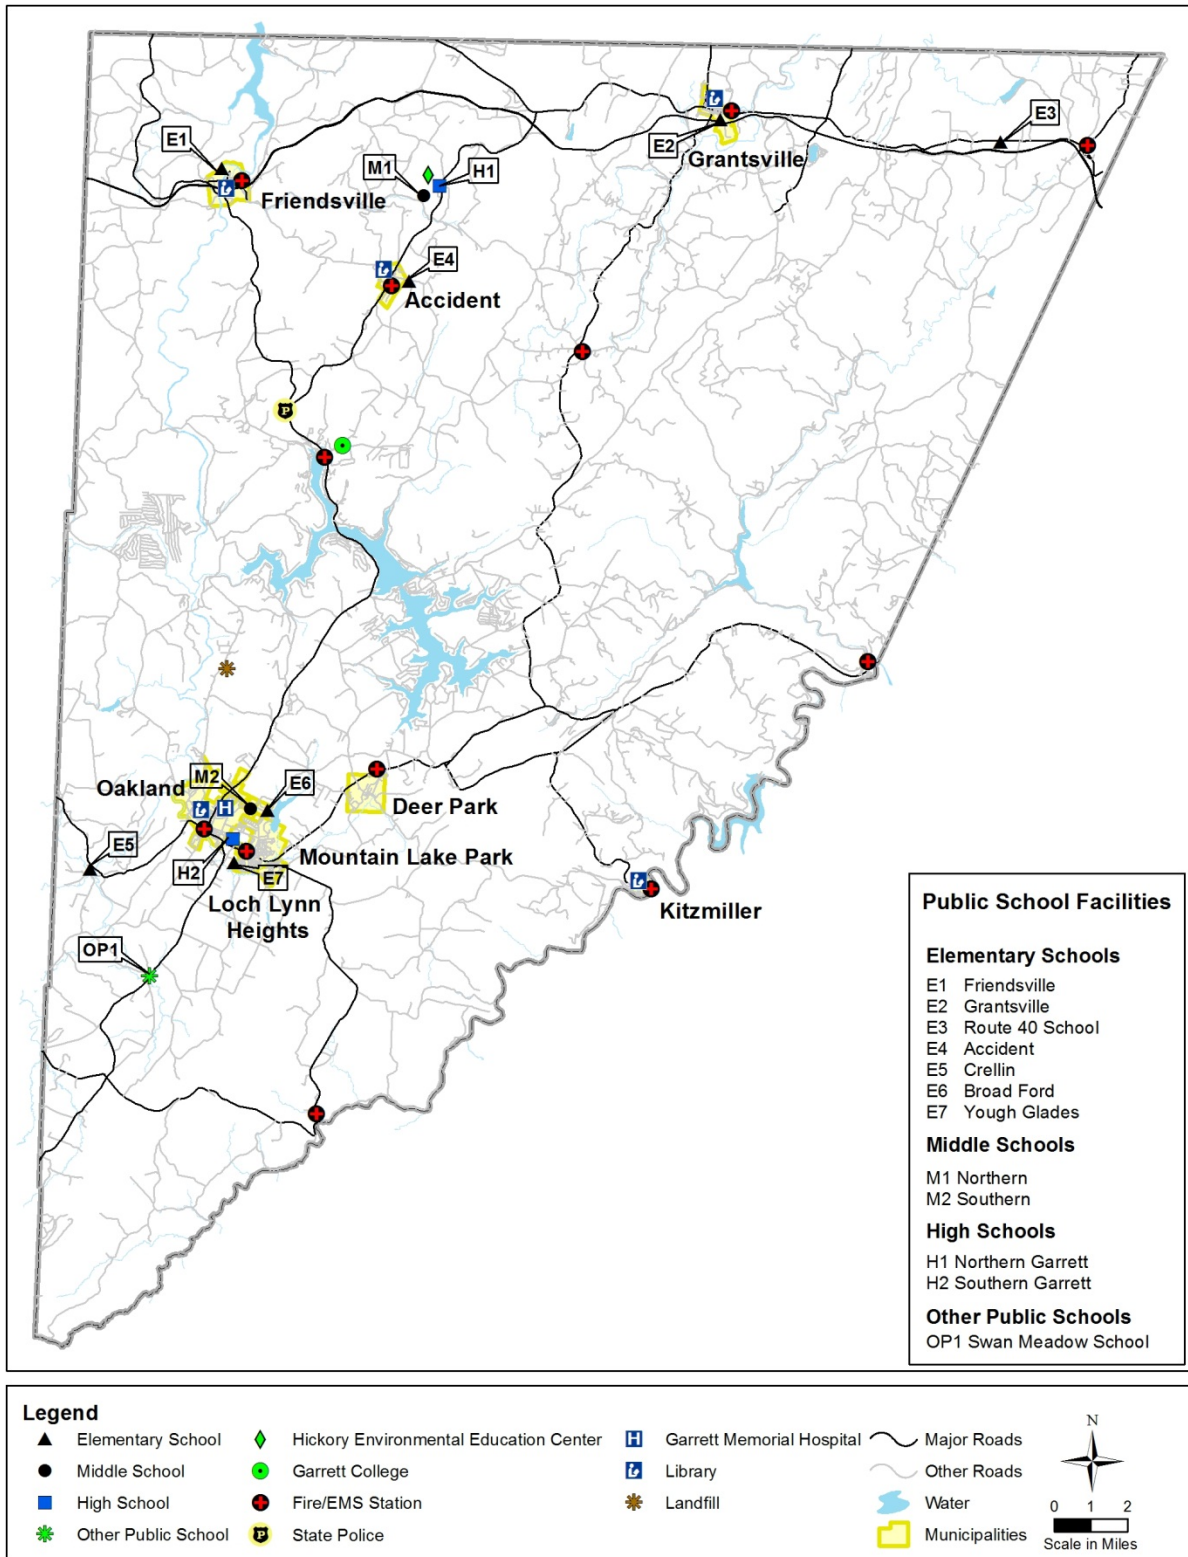 E1
Friendsville
M1
H1
E2
Grantsville
E3
E4
Accident
P
Oakland
M2
H
E6
Deer Park
E5
H2
E7
Mountain Lake Park
Loch Lynn
Heights
Kitzmiller
OP1
Public School Facilities
Elementary Schools
E1 Friendsville
E2 Grantsville
E3 Route 40 School
E4 Accident
E5 Crellin
E6 Broad Ford
E7 Yough Glades
Middle Schools
M1 Northern
M2 Southern
High Schools
H1 Northern Garrett
H2 Southern Garrett
Other Public Schools
OP1 Swan Meadow School
Legend
Elementary School
Middle School
High School
Other Public School
Hickory Environmental Education Center
Garrett College
Fire/EMS Station
P State Police
H Garrett Memorial Hospital
Library
Landfill
Major Roads
Other Roads
Water
Municipalities
N
0 1 2
Scale in Miles